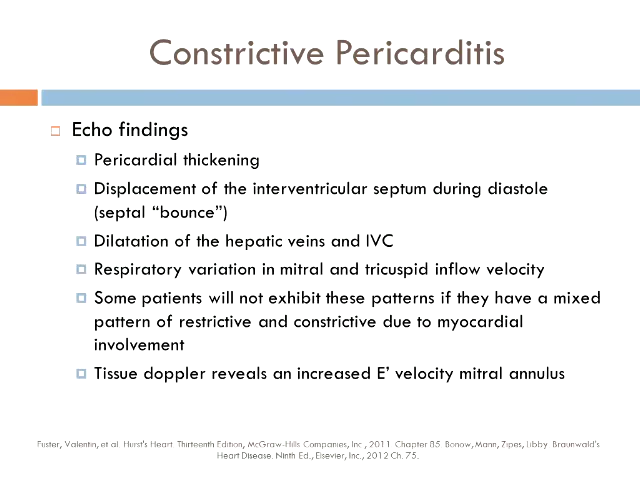 Constrictive Pericarditis
Echo findings
Pericardial thickening
Displacement of the interventricular septum during diastole
(septal “bounce”)
Dilatation of the hepatic veins and IVC
Respiratory variation in mitral and tricuspid inflow velocity
Some patients will not exhibit these patterns if they have a mixed
pattern of restrictive and constrictive due to myocardial
involvement
Tissue doppler reveals an increased E’ velocity mitral annulus
Fuster, Valentin, et al. Hurst's Heart. Thirteenth Edition, McGraw-Hills Companies, Inc., 2011. Chapter 85. Bonow, Mann, Zipes, Libby. Braunwald's
Heart Disease. Ninth Ed., Elsevier, Inc., 2012 Ch. 75.